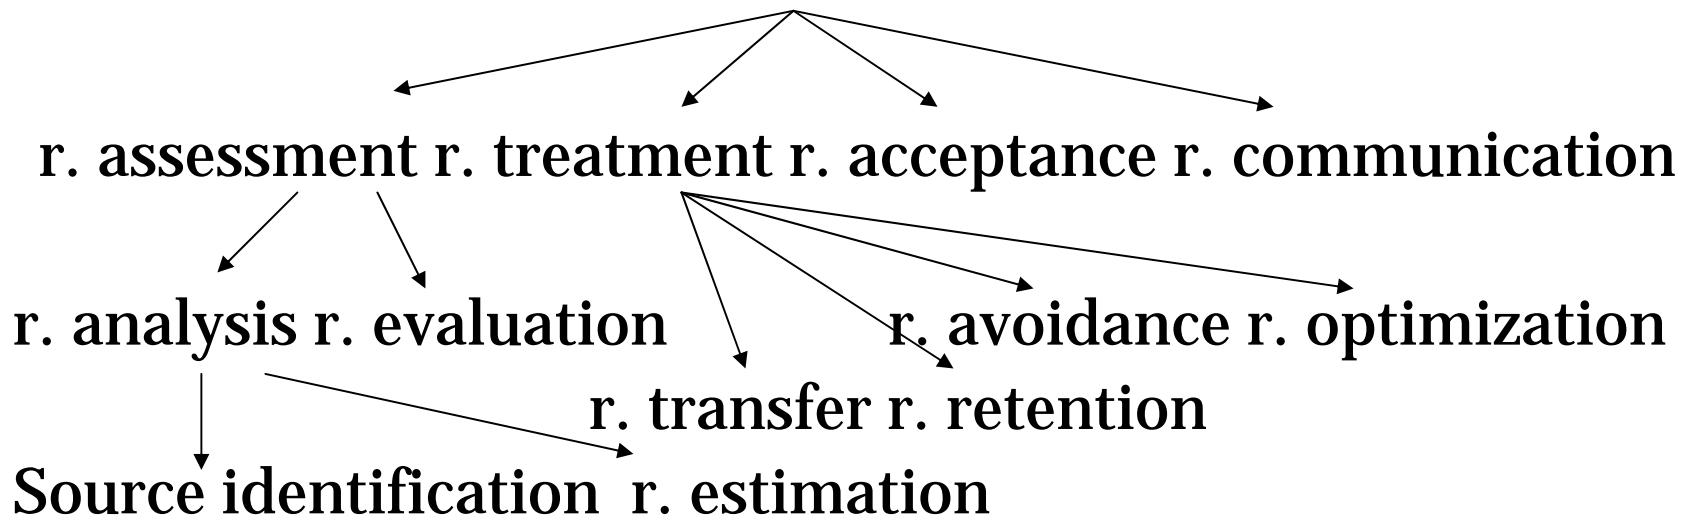 r. assessment r. treatment r. acceptance r. communication
r. analysis r. evaluation r. avoidance r. optimization
r. transfer r. retention
Source identification r. estimation